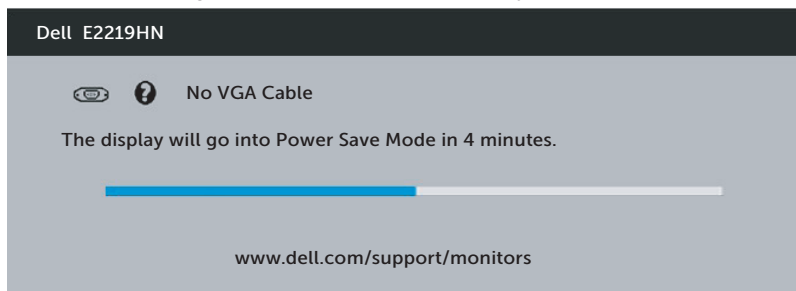 Dell E2219HN
No VGA Cable
The display will go into Power Save Mode in 4 minutes.
www.dell.com/support/monitors